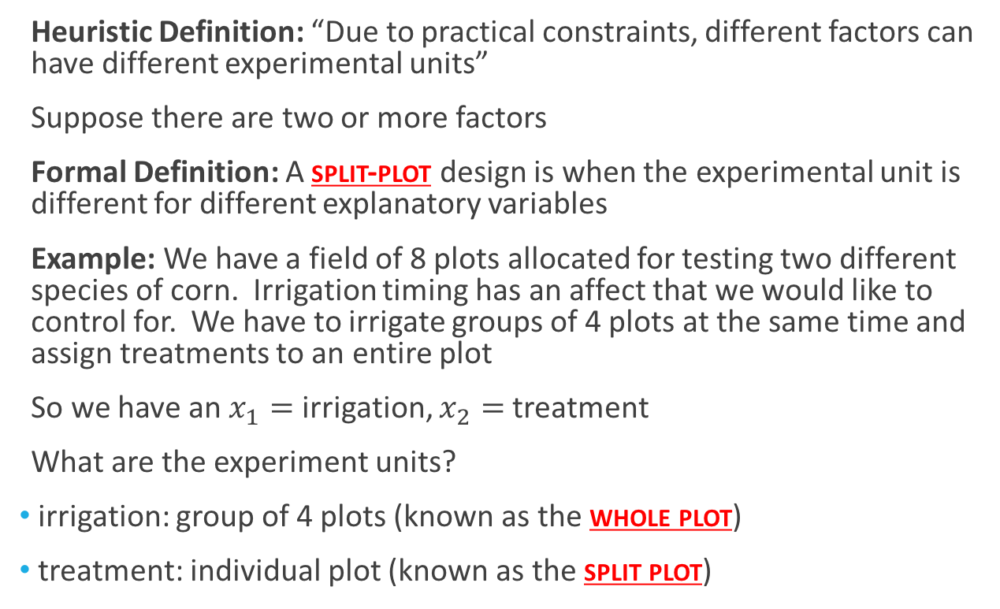 Heuristic Definition: “Due to practical constraints, different factors can
have different experimental units”
Suppose there are two or more factors
Formal Definition: A SPLIT-PLOT design is when the experimental unit is
different for different explanatory variables
Example: We have a field of 8 plots allocated for testing two different
species of corn.  Irrigation timing has an affect that we would like to
control for.  We have to irrigate groups of 4 plots at the same time and
assign treatments to an entire plot
So we have an x₁ = irrigation, x₂ = treatment
What are the experiment units?
• irrigation: group of 4 plots (known as the WHOLE PLOT)
• treatment: individual plot (known as the SPLIT PLOT)